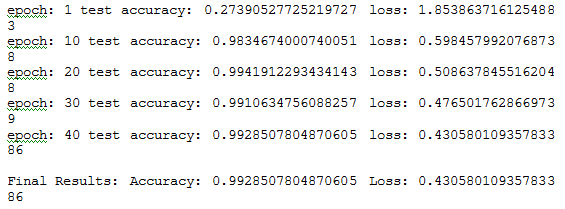 epoch: 1 test accuracy: 0.27390527725219727 loss: 1.853863716125488
3
epoch: 10 test accuracy: 0.9834674000740051 loss: 0.598457992076873
8
epoch: 20 test accuracy: 0.9941912293434143 loss: 0.508637845516204
8
epoch: 30 test accuracy: 0.9910634756088257 loss: 0.476501762866973
9
epoch: 40 test accuracy: 0.9928507804870605 loss: 0.430580109357833
86
Final Results: Accuracy: 0.9928507804870605 Loss: 0.430580109357833
86